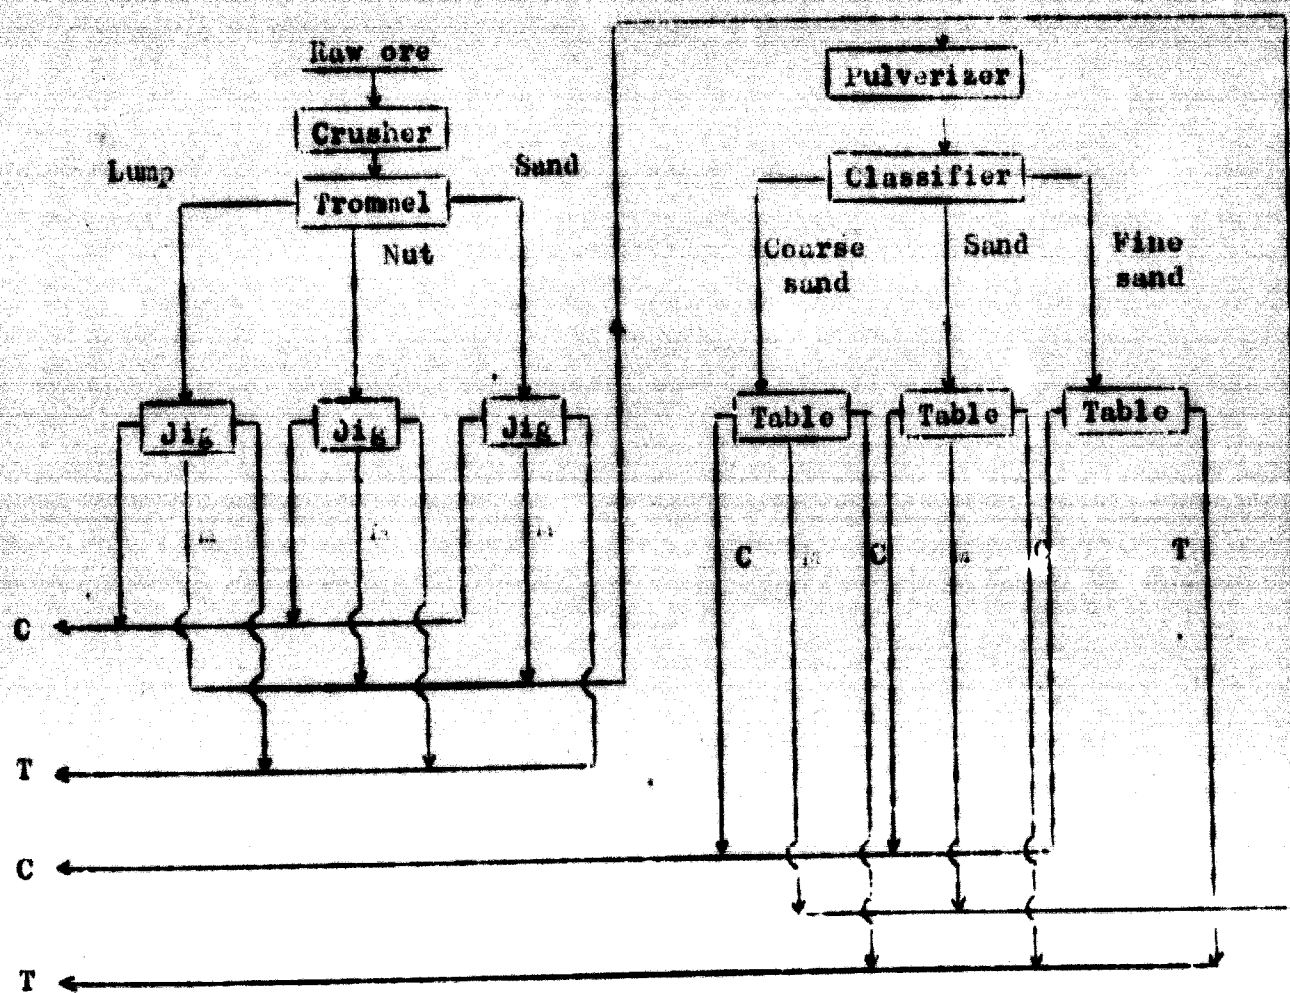 Raw ore
Crusher
Trommel
Lump
Nut
Sand
Jig
Jig
Jig
C
T
Pulverizer
Classifier
Coarse
sand
Sand
Fine
sand
Table
Table
Table
C
C
C
T
C
T